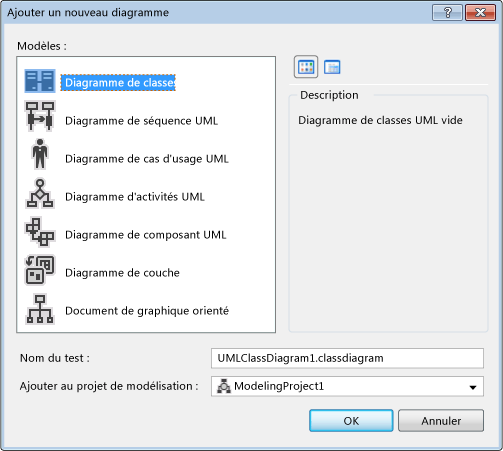 Ajouter un nouveau diagramme
Modèles :
Diagramme de classes
Diagramme de séquence UML
Diagramme de cas d'usage UML
Diagramme d'activités UML
Diagramme de composant UML
Diagramme de couche
Document de graphique orienté
Description
Diagramme de classes UML vide
Nom du test :
UMLClassDiagram1.classdiagram
Ajouter au projet de modélisation :
ModelingProject1
OK
Annuler